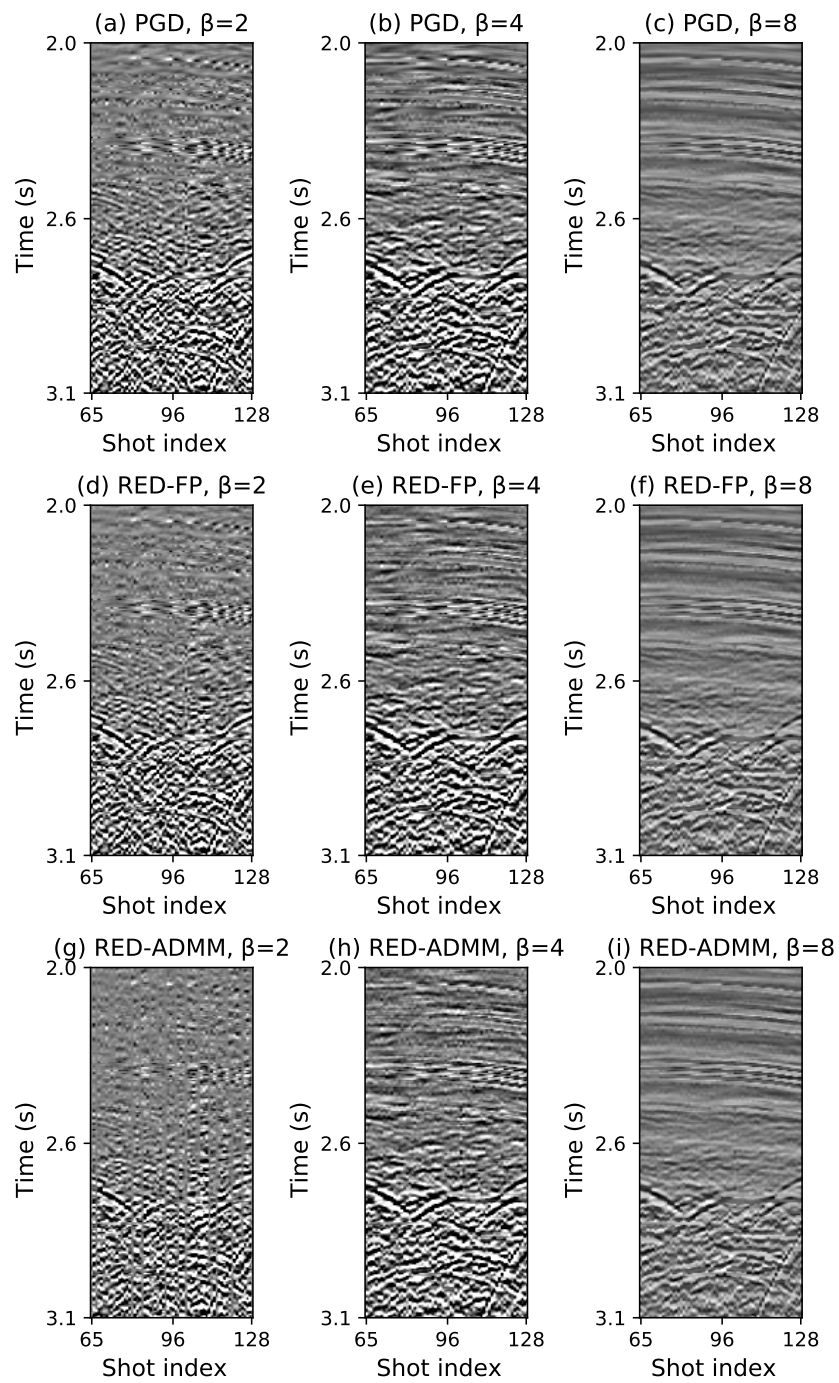 (a) PGD, β=2 (b) PGD, β=4 (c) PGD, β=8
2.0 2.0 2.0
Time (s) Time (s) Time (s)
2.6 2.6 2.6
3.1 3.1 3.1
65 96 128 65 96 128 65 96 128
Shot index Shot index Shot index
(d) RED-FP, β=2 (e) RED-FP, β=4 (f) RED-FP, β=8
2.0 2.0 2.0
Time (s) Time (s) Time (s)
2.6 2.6 2.6
3.1 3.1 3.1
65 96 128 65 96 128 65 96 128
Shot index Shot index Shot index
(g) RED-ADMM, β=2 (h) RED-ADMM, β=4 (i) RED-ADMM, β=8
2.0 2.0 2.0
Time (s) Time (s) Time (s)
2.6 2.6 2.6
3.1 3.1 3.1
65 96 128 65 96 128 65 96 128
Shot index Shot index Shot index